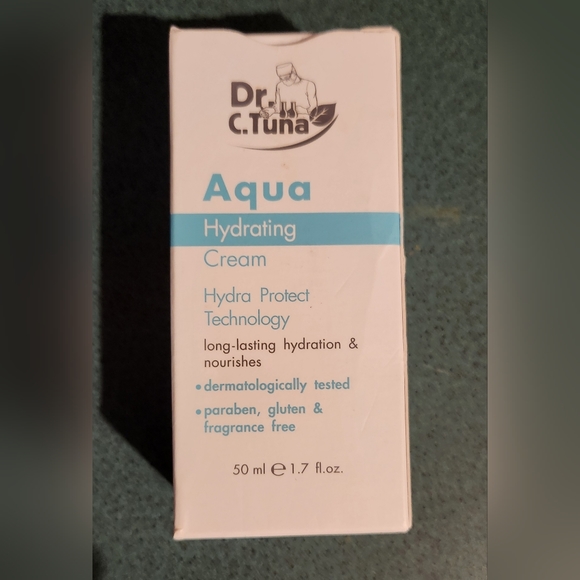 Dr.
C.Tuna
Aqua
Hydrating
Cream
Hydra Protect
Technology
long-lasting hydration &
nourishes
• dermatologically tested
• paraben, gluten &
fragrance free
50 ml ℮ 1.7 fl.oz.